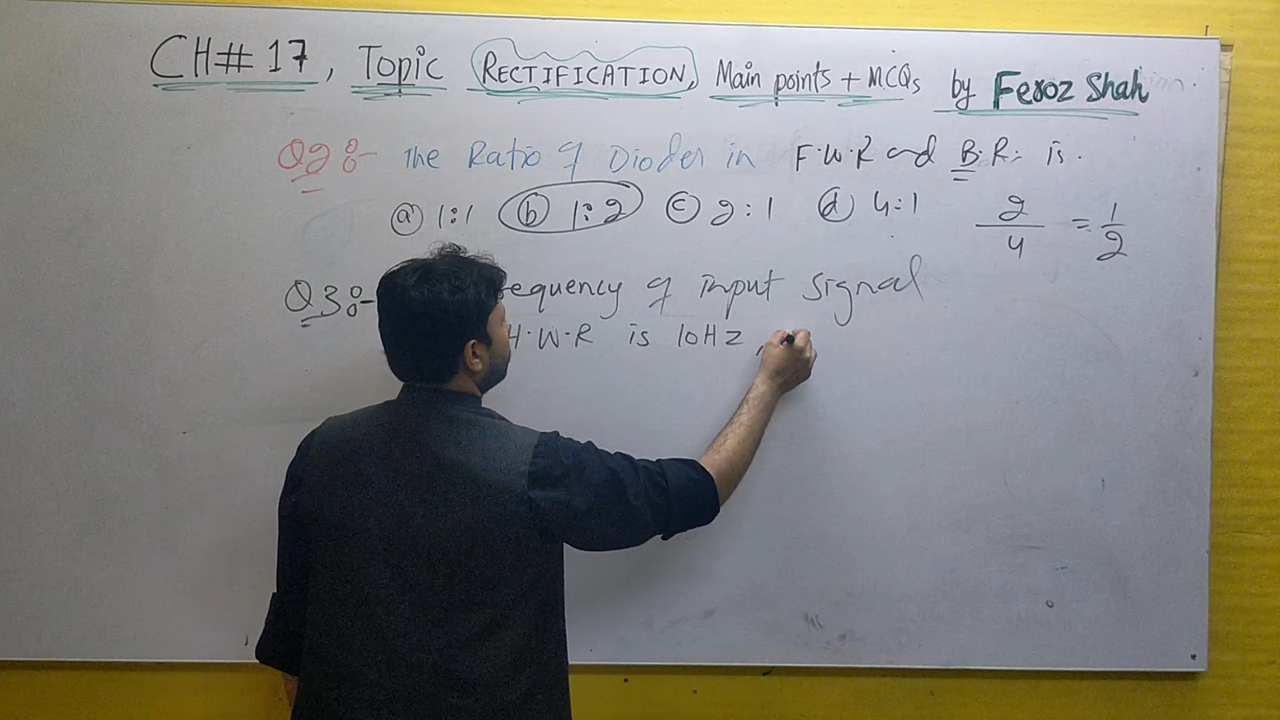 CH# 17, Topic RECTIFICATION, Main points + MCQs by Feroz Shah
Q2:- The Ratio of Diodes in F.W.R and B.R: is.
(a) 1:1 (b) 1:2 (c) 2:1 (d) 4:1 2/4 = 1/2
Q3:- equency of input signal
H.W.R is 10Hz,